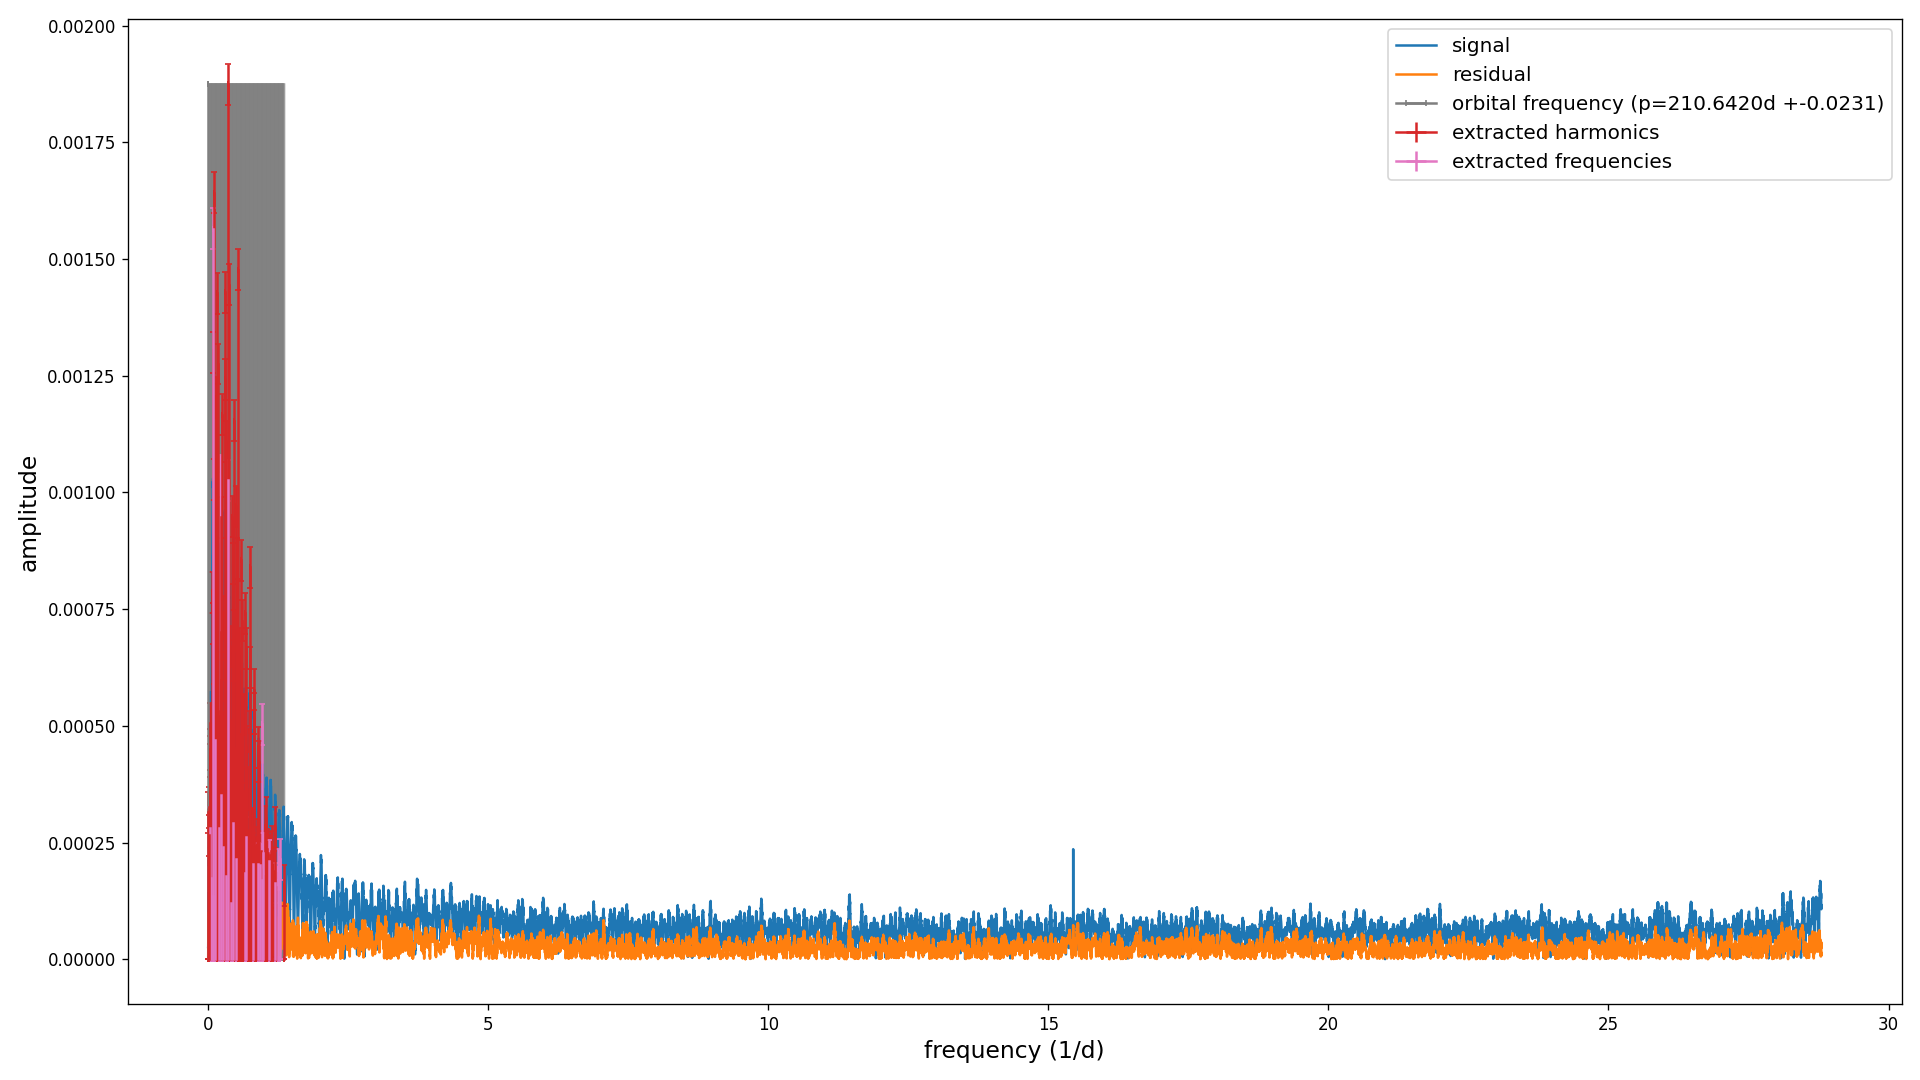 0.00200
0.00175
0.00150
0.00125
0.00100
0.00075
0.00050
0.00025
0.00000
amplitude
signal
residual
orbital frequency (p=210.6420d +-0.0231)
extracted harmonics
extracted frequencies
0 5 10 15 20 25 30
frequency (1/d)